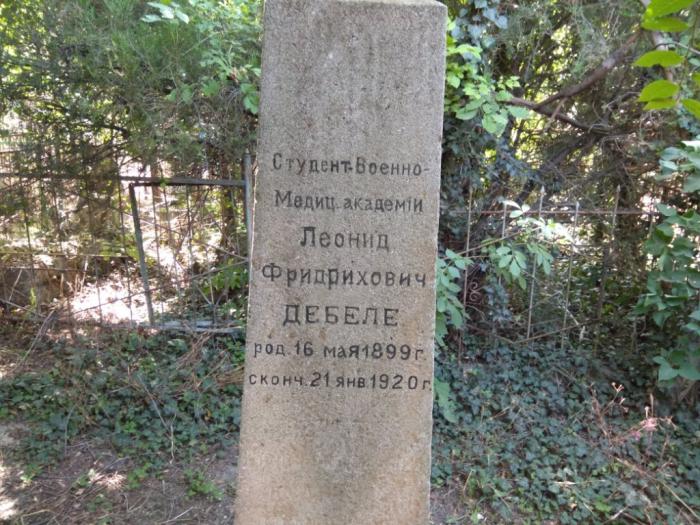 Студент Военно-
Медиц. академіи
Леонид
Фридрихович
ДЕБЕЛЕ
род. 16 мая 1899 г.
сконч. 21 янв. 1920 г.